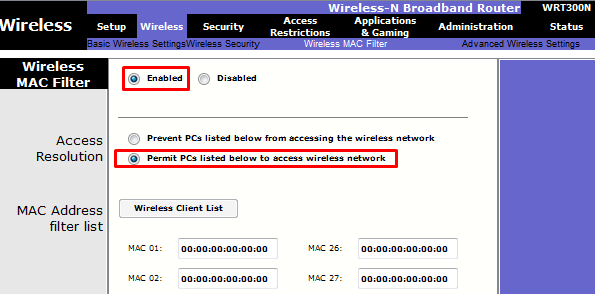 Wireless-N Broadband Router WRT300N
Wireless
Setup Wireless Security Access Restrictions Applications & Gaming Administration Status
Basic Wireless Settings Wireless Security Wireless MAC Filter Advanced Wireless Settings
Wireless MAC Filter
Enabled Disabled
Access Resolution
Prevent PCs listed below from accessing the wireless network
Permit PCs listed below to access wireless network
MAC Address filter list
Wireless Client List
MAC 01: 00:00:00:00:00:00 MAC 26: 00:00:00:00:00:00
MAC 02: 00:00:00:00:00:00 MAC 27: 00:00:00:00:00:00